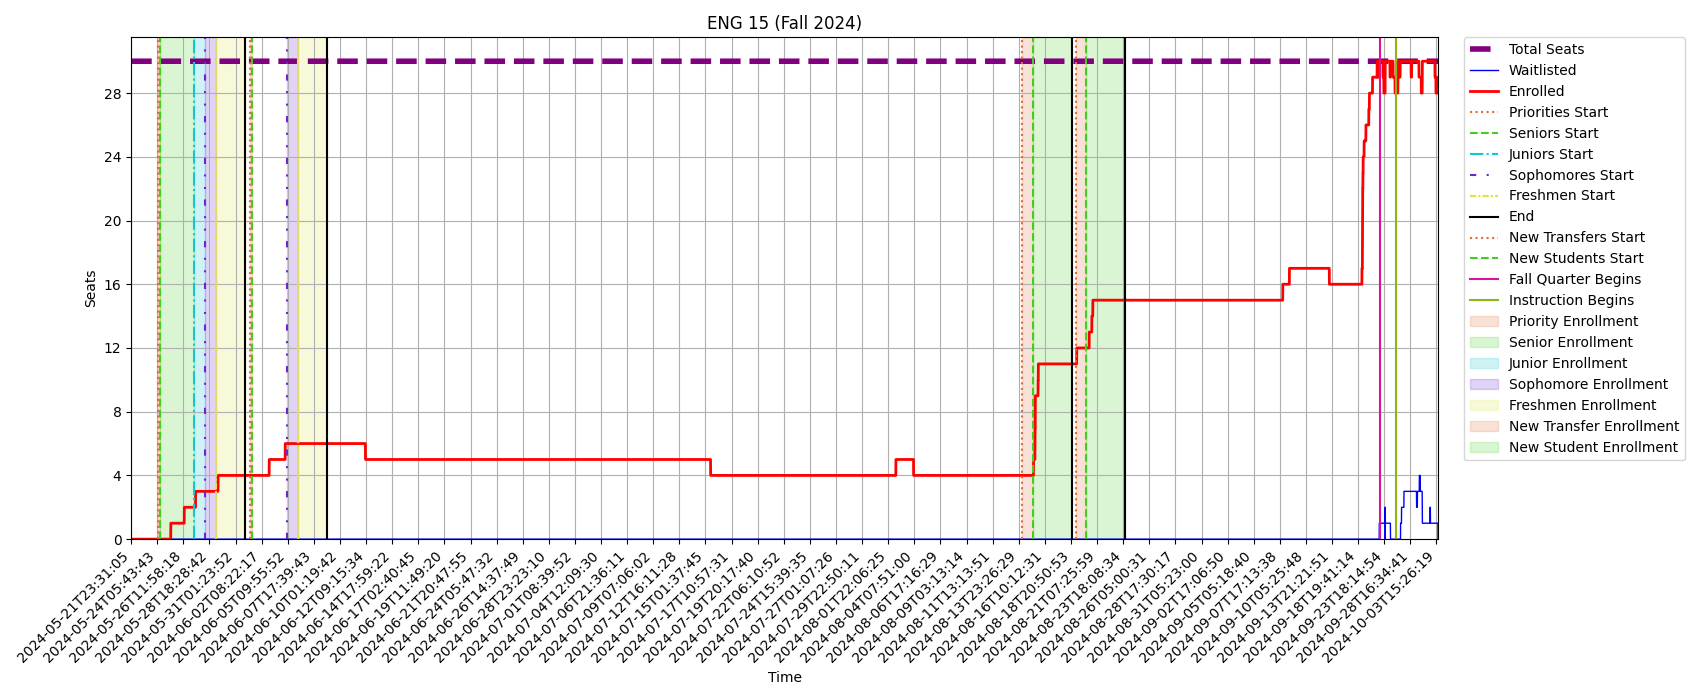 ENG 15 (Fall 2024)
Seats
28
24
20
16
12
8
4
0
2024-05-21T23:31:05
2024-05-24T05:43:43
2024-05-26T11:58:18
2024-05-28T18:28:42
2024-05-31T01:23:52
2024-06-02T08:22:17
2024-06-05T09:55:52
2024-06-07T17:39:43
2024-06-10T01:19:42
2024-06-12T09:15:34
2024-06-14T17:59:22
2024-06-17T02:40:45
2024-06-19T11:49:20
2024-06-21T20:47:55
2024-06-24T05:47:32
2024-06-26T14:37:49
2024-06-28T23:23:10
2024-07-01T08:39:52
2024-07-04T12:09:30
2024-07-06T21:36:11
2024-07-09T07:06:02
2024-07-12T16:11:28
2024-07-15T01:37:45
2024-07-17T10:57:31
2024-07-19T20:17:40
2024-07-22T06:10:52
2024-07-24T15:39:35
2024-07-27T01:07:26
2024-07-29T22:50:11
2024-08-01T22:06:25
2024-08-04T07:51:00
2024-08-06T17:16:29
2024-08-09T03:13:14
2024-08-11T13:13:51
2024-08-13T23:26:29
2024-08-16T10:12:31
2024-08-18T20:50:53
2024-08-21T07:25:59
2024-08-23T18:08:34
2024-08-26T05:00:31
2024-08-28T17:30:17
2024-08-31T05:23:00
2024-09-02T17:06:50
2024-09-05T05:18:40
2024-09-07T17:13:38
2024-09-10T05:25:48
2024-09-13T21:21:51
2024-09-18T19:41:14
2024-09-23T18:14:54
2024-09-28T16:34:41
2024-10-03T15:26:19
Time
Total Seats
Waitlisted
Enrolled
Priorities Start
Seniors Start
Juniors Start
Sophomores Start
Freshmen Start
End
New Transfers Start
New Students Start
Fall Quarter Begins
Instruction Begins
Priority Enrollment
Senior Enrollment
Junior Enrollment
Sophomore Enrollment
Freshmen Enrollment
New Transfer Enrollment
New Student Enrollment